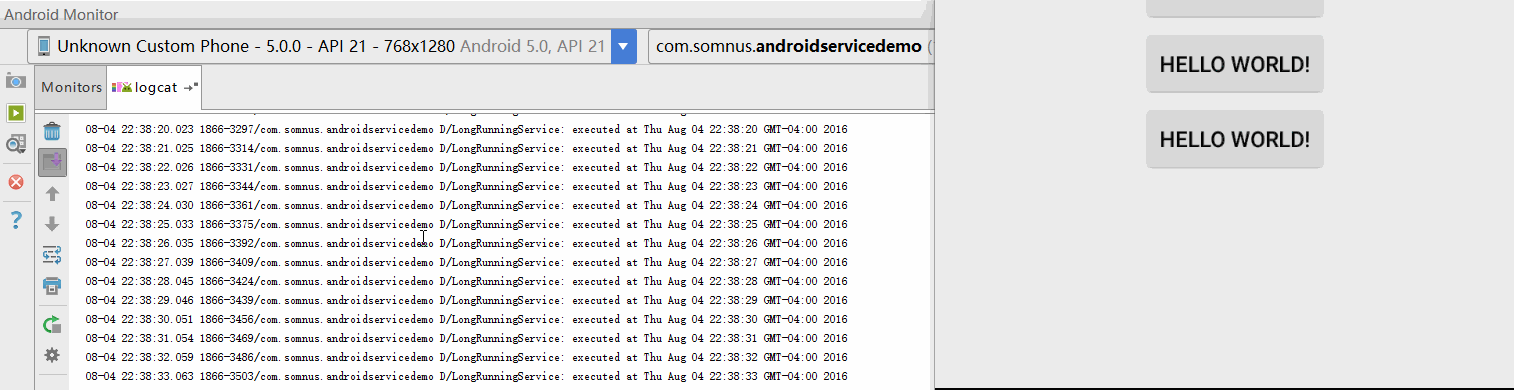 Android Monitor
Unknown Custom Phone - 5.0.0 - API 21 - 768x1280 Android 5.0, API 21
com.somnus.androidservicedemo (
Monitors
logcat
08-04 22:38:20.023 1866-3297/com.somnus.androidservicedemo D/LongRunningService: executed at Thu Aug 04 22:38:20 GMT-04:00 2016
08-04 22:38:21.025 1866-3314/com.somnus.androidservicedemo D/LongRunningService: executed at Thu Aug 04 22:38:21 GMT-04:00 2016
08-04 22:38:22.026 1866-3331/com.somnus.androidservicedemo D/LongRunningService: executed at Thu Aug 04 22:38:22 GMT-04:00 2016
08-04 22:38:23.027 1866-3344/com.somnus.androidservicedemo D/LongRunningService: executed at Thu Aug 04 22:38:23 GMT-04:00 2016
08-04 22:38:24.030 1866-3361/com.somnus.androidservicedemo D/LongRunningService: executed at Thu Aug 04 22:38:24 GMT-04:00 2016
08-04 22:38:25.033 1866-3375/com.somnus.androidservicedemo D/LongRunningService: executed at Thu Aug 04 22:38:25 GMT-04:00 2016
08-04 22:38:26.035 1866-3392/com.somnus.androidservicedemo D/LongRunningService: executed at Thu Aug 04 22:38:26 GMT-04:00 2016
08-04 22:38:27.039 1866-3409/com.somnus.androidservicedemo D/LongRunningService: executed at Thu Aug 04 22:38:27 GMT-04:00 2016
08-04 22:38:28.045 1866-3424/com.somnus.androidservicedemo D/LongRunningService: executed at Thu Aug 04 22:38:28 GMT-04:00 2016
08-04 22:38:29.046 1866-3439/com.somnus.androidservicedemo D/LongRunningService: executed at Thu Aug 04 22:38:29 GMT-04:00 2016
08-04 22:38:30.051 1866-3456/com.somnus.androidservicedemo D/LongRunningService: executed at Thu Aug 04 22:38:30 GMT-04:00 2016
08-04 22:38:31.054 1866-3469/com.somnus.androidservicedemo D/LongRunningService: executed at Thu Aug 04 22:38:31 GMT-04:00 2016
08-04 22:38:32.059 1866-3486/com.somnus.androidservicedemo D/LongRunningService: executed at Thu Aug 04 22:38:32 GMT-04:00 2016
08-04 22:38:33.063 1866-3503/com.somnus.androidservicedemo D/LongRunningService: executed at Thu Aug 04 22:38:33 GMT-04:00 2016
HELLO WORLD!
HELLO WORLD!